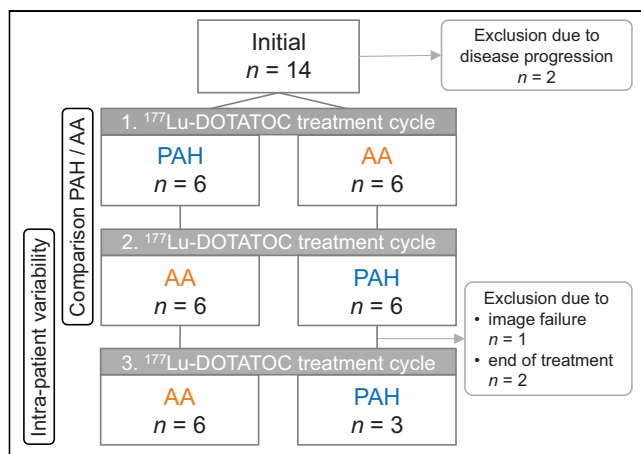 Initial
n = 14
Exclusion due to
disease progression
n = 2
Comparison PAH / AA
Intra-patient variability
1. ¹⁷⁷Lu-DOTATOC treatment cycle
PAH
n = 6
AA
n = 6
2. ¹⁷⁷Lu-DOTATOC treatment cycle
AA
n = 6
PAH
n = 6
Exclusion due to
• image failure
n = 1
• end of treatment
n = 2
3. ¹⁷⁷Lu-DOTATOC treatment cycle
AA
n = 6
PAH
n = 3